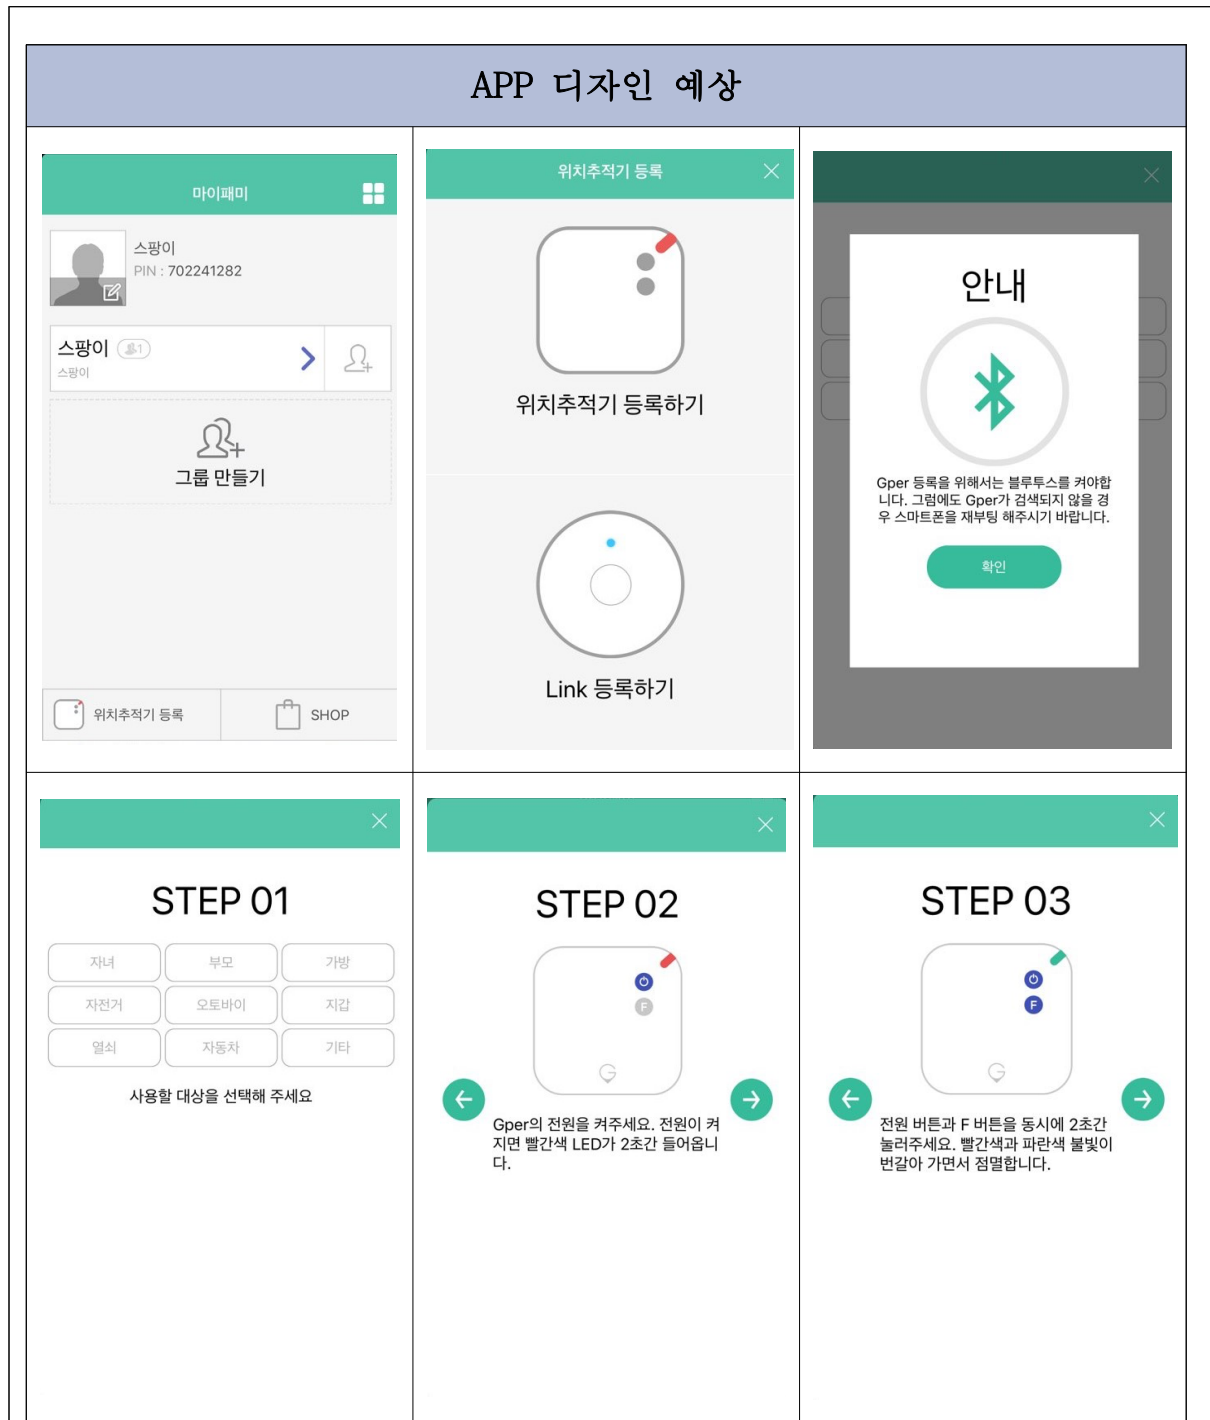 APP 디자인 예상
마이패미
스팡이
PIN : 702241282
스팡이 1
스팡이
그룹 만들기
위치추적기 등록
SHOP
위치추적기 등록
위치추적기 등록하기
Link 등록하기
안내
Gper 등록을 위해서는 블루투스를 켜야합
니다. 그럼에도 Gper가 검색되지 않을 경
우 스마트폰을 재부팅 해주시기 바랍니다.
확인
STEP 01
자녀 부모 가방
자전거 오토바이 지갑
열쇠 자동차 기타
사용할 대상을 선택해 주세요
STEP 02
F
G
Gper의 전원을 켜주세요. 전원이 켜
지면 빨간색 LED가 2초간 들어옵니
다.
STEP 03
F
G
전원 버튼과 F 버튼을 동시에 2초간
눌러주세요. 빨간색과 파란색 불빛이
번갈아 가면서 점멸합니다.